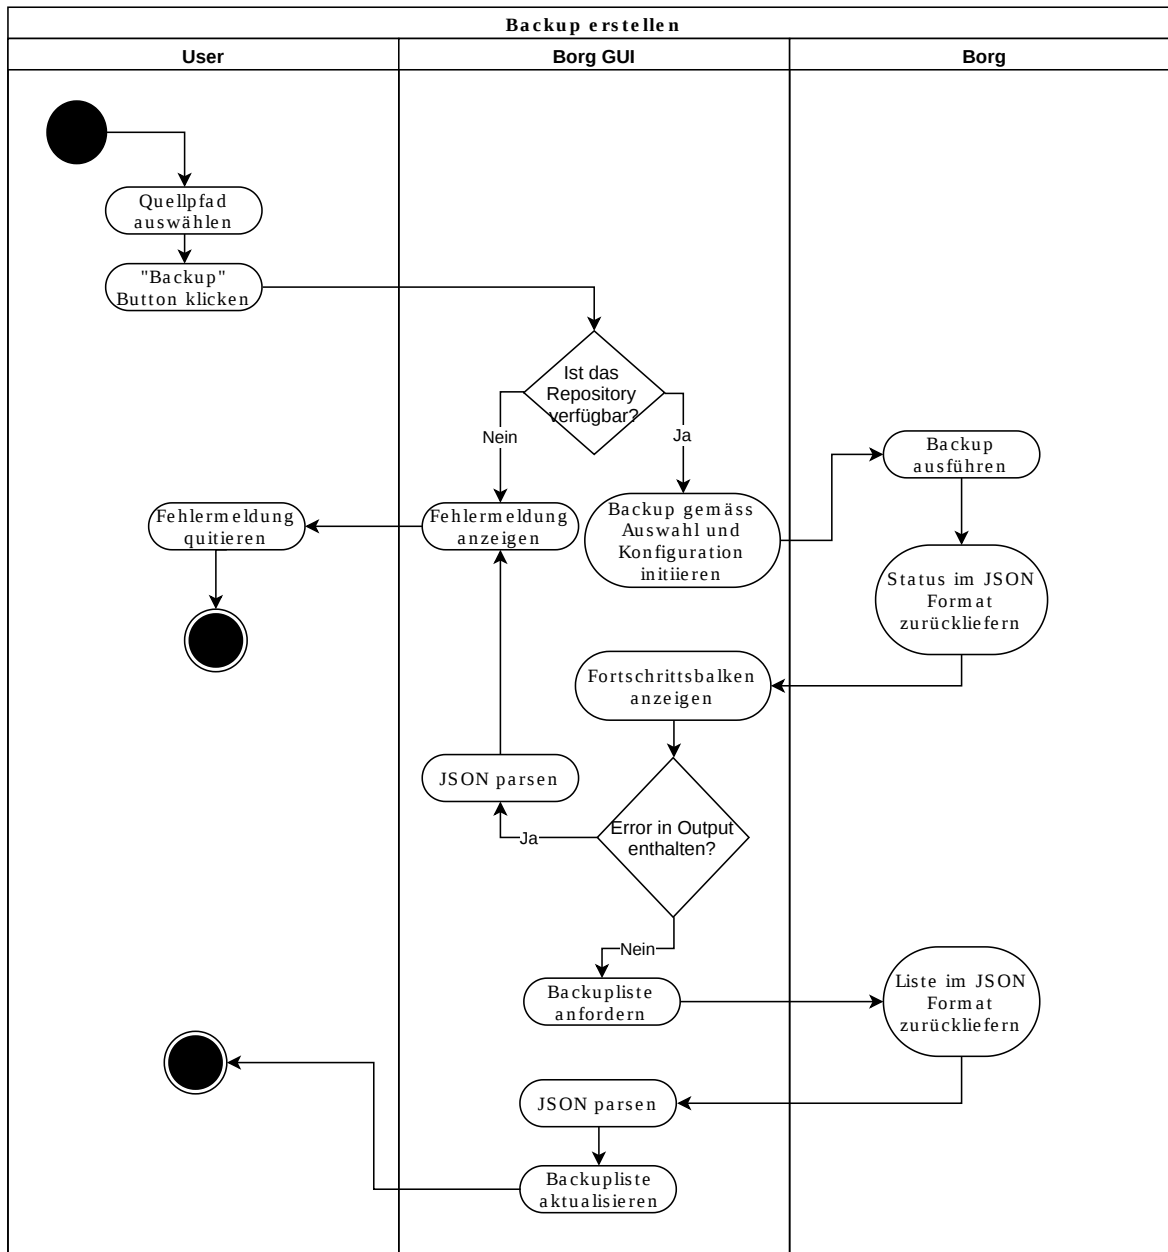 Backup erstellen
User
Borg GUI
Borg
Quellpfad
auswählen
"Backup"
Button klicken
Ist das
Repository
verfügbar?
Nein
Ja
Backup
ausführen
Fehlermeldung
quitieren
Fehlermeldung
anzeigen
Backup gemäss
Auswahl und
Konfiguration
initiieren
Status im JSON
Format
zurückliefern
Fortschrittsbalken
anzeigen
JSON parsen
Error in Output
enthalten?
Ja
Nein
Backupliste
anfordern
Liste im JSON
Format
zurückliefern
JSON parsen
Backupliste
aktualisieren